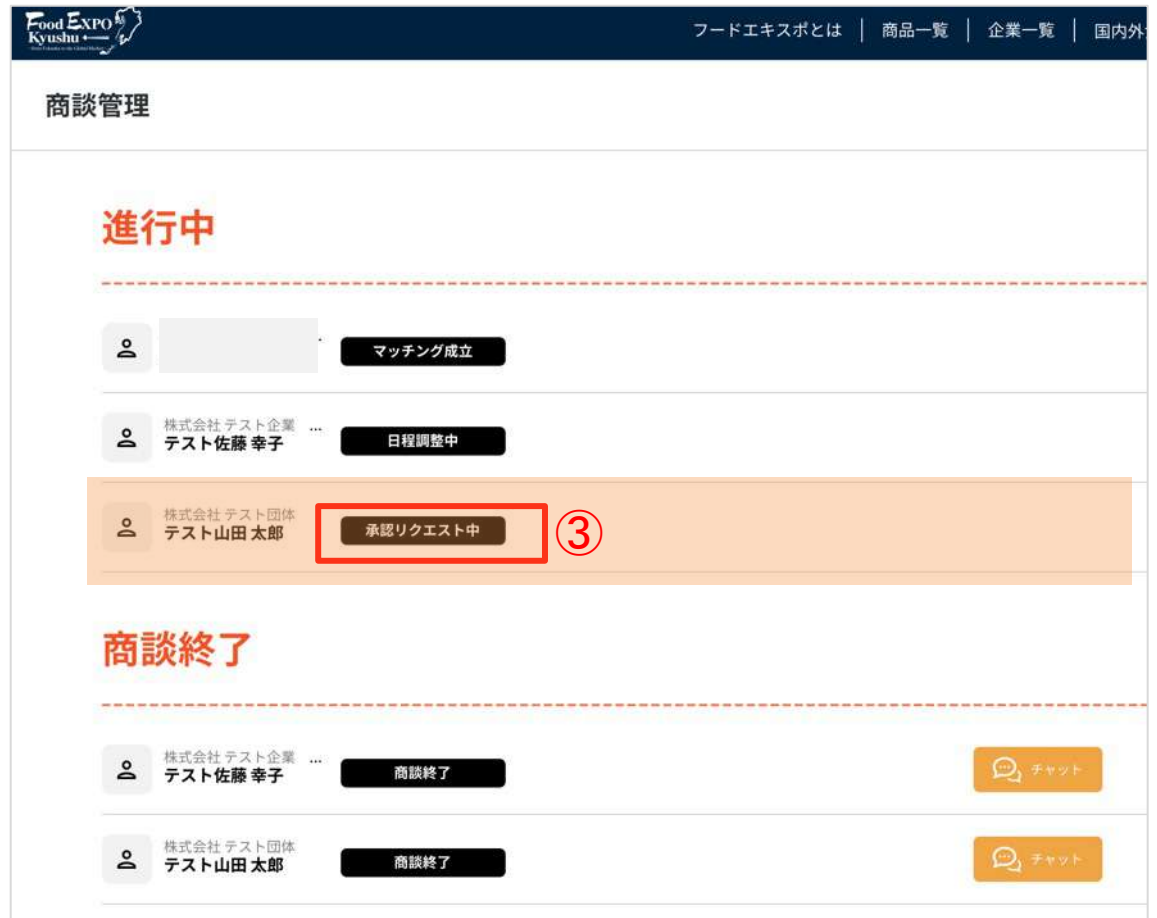 Food EXPO
Kyushu
フードエキスポとは | 商品一覧 | 企業一覧 | 国内外
商談管理
進行中
マッチング成立
株式会社 テスト企業 ...
テスト佐藤 幸子
日程調整中
株式会社 テスト団体
テスト山田 太郎
承認リクエスト中
③
商談終了
株式会社 テスト企業 ...
テスト佐藤 幸子
商談終了
チャット
株式会社 テスト団体
テスト山田 太郎
商談終了
チャット